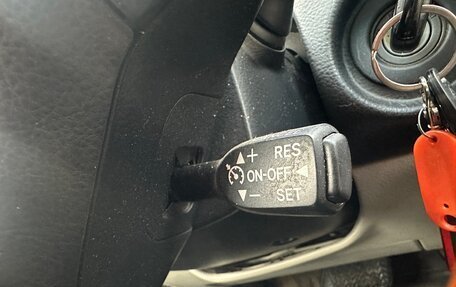 + RES
ON-OFF
- SET